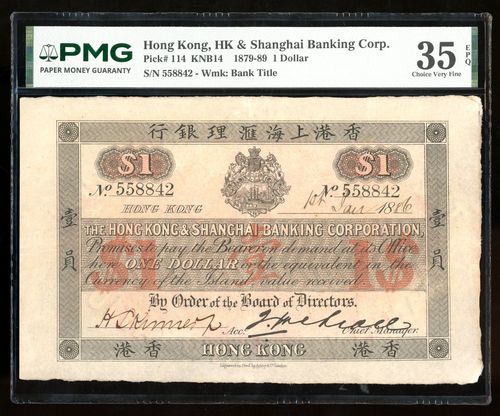 PMG
PAPER MONEY GUARANTY
Hong Kong, HK & Shanghai Banking Corp.
Pick# 114 KNB14 1879-89 1 Dollar
S/N 558842 - Wmk: Bank Title
35 EPQ
Choice Very Fine
行銀理滙海上港香
$1 $1
No 558842 No 558842
HONG KONG 1st Jan 1886
壹員 壹員
THE HONG KONG & SHANGHAI BANKING CORPORATION,
Promises to pay the Bearer on demand at its Office
here ONE DOLLAR or the equivalent in the
Currency of the Island, value received.
By Order of the Board of Directors.
Acc. Chief Manager.
港香 HONG KONG 港香